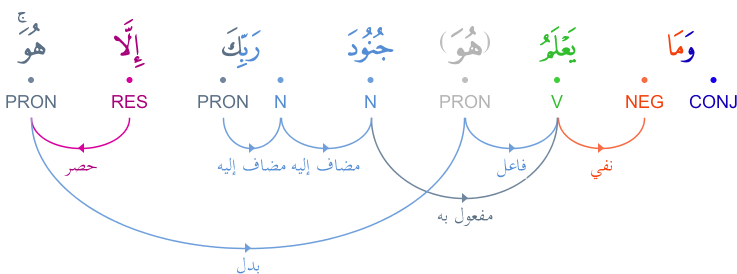 وَمَا يَعْلَمُ (هُوَ) جُنُودَ رَبِّكَ إِلَّا هُوَ ۚ
CONJ NEG V PRON N N PRON RES PRON
نفي فاعل مضاف إليه مضاف إليه حصر
مفعول به
بدل